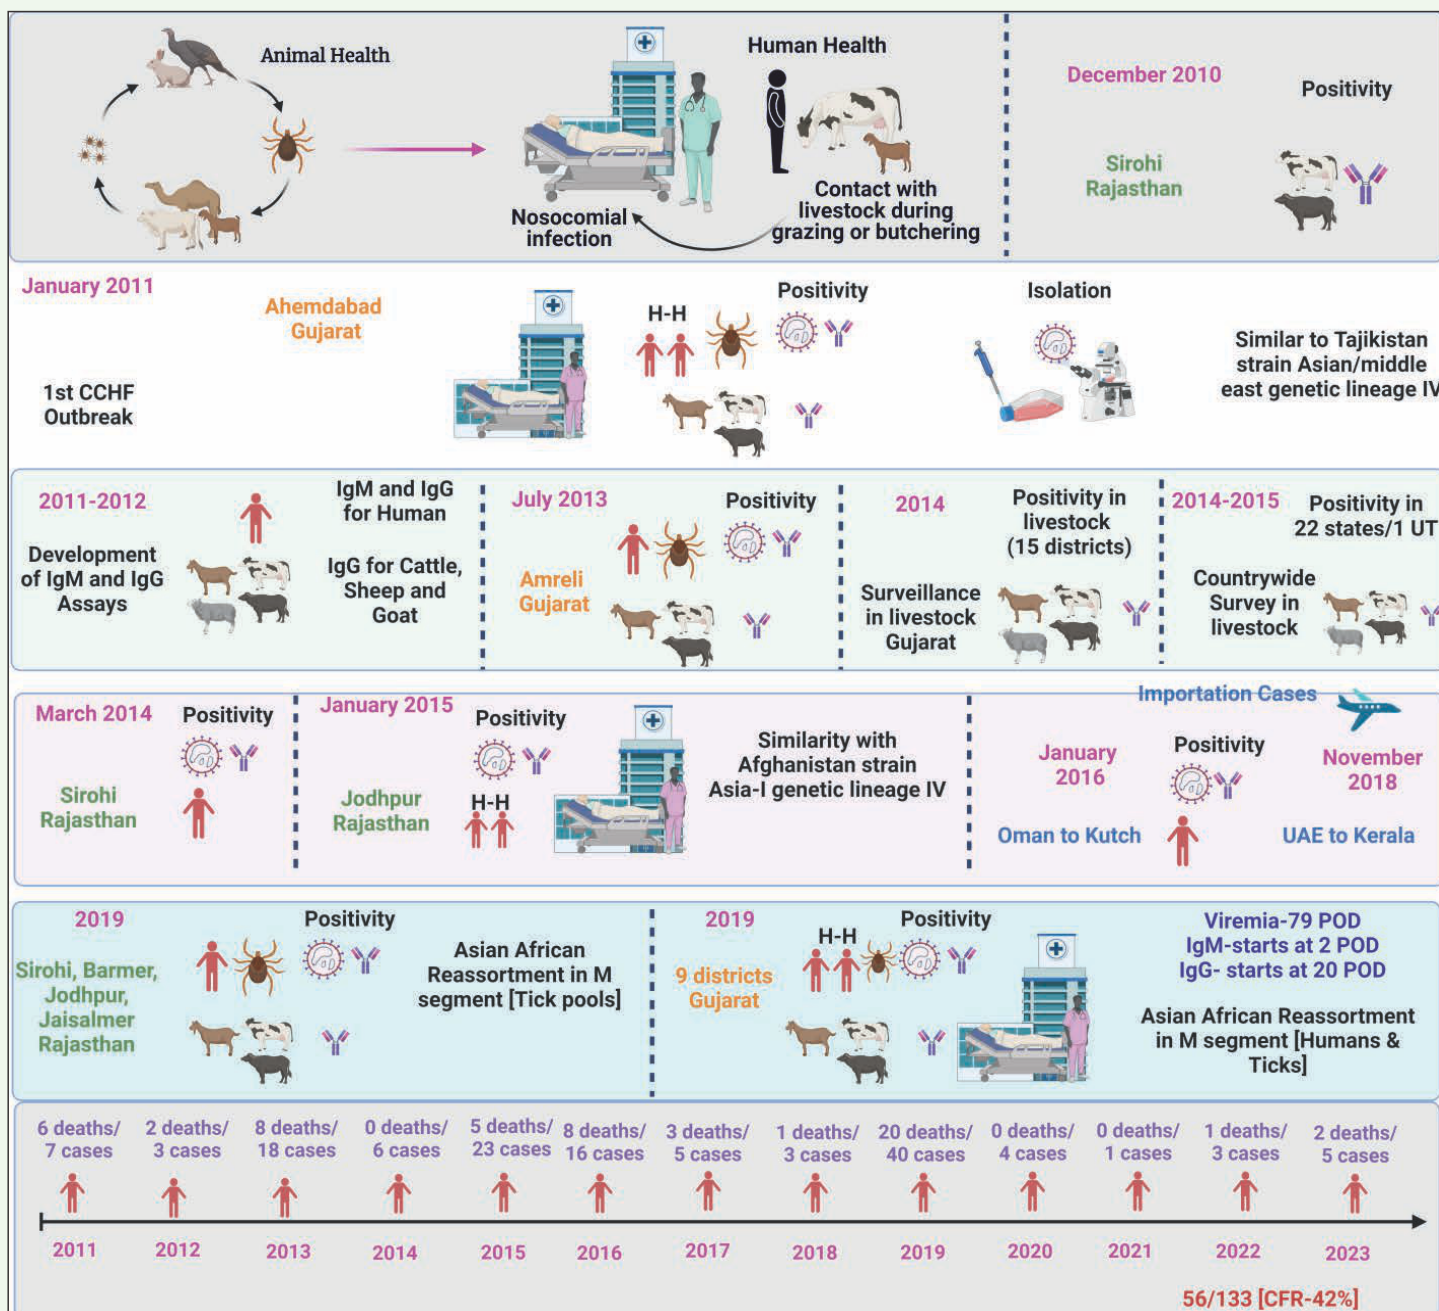 Animal Health
Human Health
Nosocomial
infection
Contact with
livestock during
grazing or butchering
December 2010
Positivity
Sirohi
Rajasthan
January 2011
Ahemdabad
Gujarat
1st CCHF
Outbreak
H-H
Positivity
Isolation
Similar to Tajikistan
strain Asian/middle
east genetic lineage IV
2011-2012
Development
of IgM and IgG
Assays
IgM and IgG
for Human
IgG for Cattle,
Sheep and
Goat
July 2013
Positivity
Amreli
Gujarat
2014
Surveillance
in livestock
Gujarat
Positivity in
livestock
(15 districts)
2014-2015
Countrywide
Survey in
livestock
Positivity in
22 states/1 UT
March 2014
Positivity
Sirohi
Rajasthan
January 2015
Positivity
Jodhpur
Rajasthan
H-H
Similarity with
Afghanistan strain
Asia-I genetic lineage IV
Importation Cases
January
2016
Positivity
November
2018
Oman to Kutch
UAE to Kerala
2019
Positivity
Sirohi, Barmer,
Jodhpur,
Jaisalmer
Rajasthan
Asian African
Reassortment in M
segment [Tick pools]
2019
H-H
Positivity
9 districts
Gujarat
Viremia-79 POD
IgM-starts at 2 POD
IgG- starts at 20 POD
Asian African Reassortment
in M segment [Humans &
Ticks]
6 deaths/
7 cases
2 deaths/
3 cases
8 deaths/
18 cases
0 deaths/
6 cases
5 deaths/
23 cases
8 deaths/
16 cases
3 deaths/
5 cases
1 deaths/
3 cases
20 deaths/
40 cases
0 deaths/
4 cases
0 deaths/
1 cases
1 deaths/
3 cases
2 deaths/
5 cases
2011 2012 2013 2014 2015 2016 2017 2018 2019 2020 2021 2022 2023
56/133 [CFR-42%]